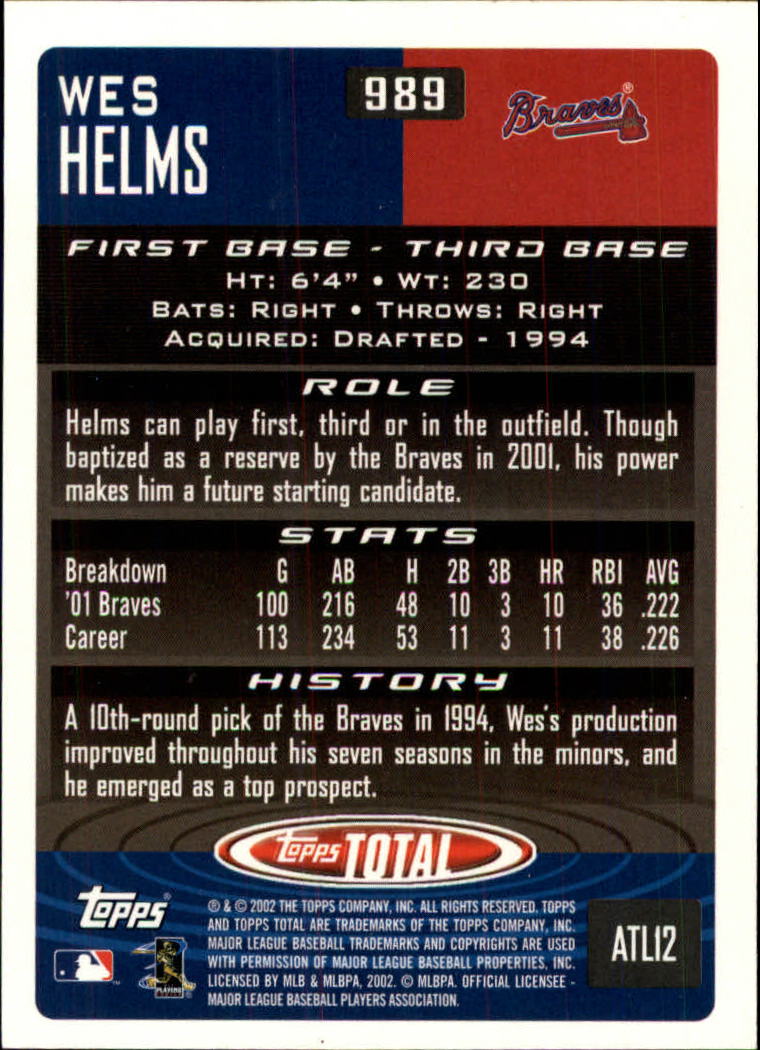 WES
HELMS
989
Braves®
FIRST BASE - THIRD BASE
HT: 6'4" • WT: 230
BATS: RIGHT • THROWS: RIGHT
ACQUIRED: DRAFTED - 1994
ROLE
Helms can play first, third or in the outfield. Though
baptized as a reserve by the Braves in 2001, his power
makes him a future starting candidate.
STATS
Breakdown G AB H 2B 3B HR RBI AVG
'01 Braves 100 216 48 10 3 10 36 .222
Career 113 234 53 11 3 11 38 .226
HISTORY
A 10th-round pick of the Braves in 1994, Wes's production
improved throughout his seven seasons in the minors, and
he emerged as a top prospect.
Topps TOTAL
Topps®
® & © 2002 THE TOPPS COMPANY, INC. ALL RIGHTS RESERVED. TOPPS
AND TOPPS TOTAL ARE TRADEMARKS OF THE TOPPS COMPANY, INC.
MAJOR LEAGUE BASEBALL TRADEMARKS AND COPYRIGHTS ARE USED
WITH PERMISSION OF MAJOR LEAGUE BASEBALL PROPERTIES, INC.
LICENSED BY MLB & MLBPA, 2002. © MLBPA. OFFICIAL LICENSEE -
MAJOR LEAGUE BASEBALL PLAYERS ASSOCIATION.
ATL12